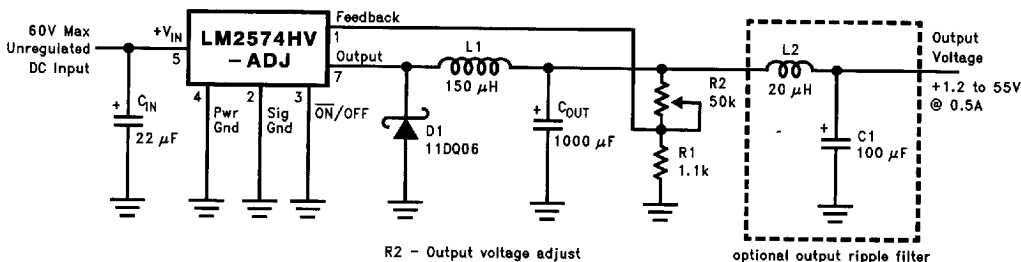 Feedback
60V Max
Unregulated
DC Input
+VIN
5
LM2574HV
-ADJ
1
Output
7
4
Pwr
Gnd
2
Sig
Gnd
3
ON/OFF
+
CIN
22 μF
D1
11DQ06
L1
150 μH
+
COUT
1000 μF
R2
50k
R1
1.1k
L2
20 μH
+
C1
100 μF
Output
Voltage
+1.2 to 55V
@ 0.5A
R2 - Output voltage adjust
optional output ripple filter